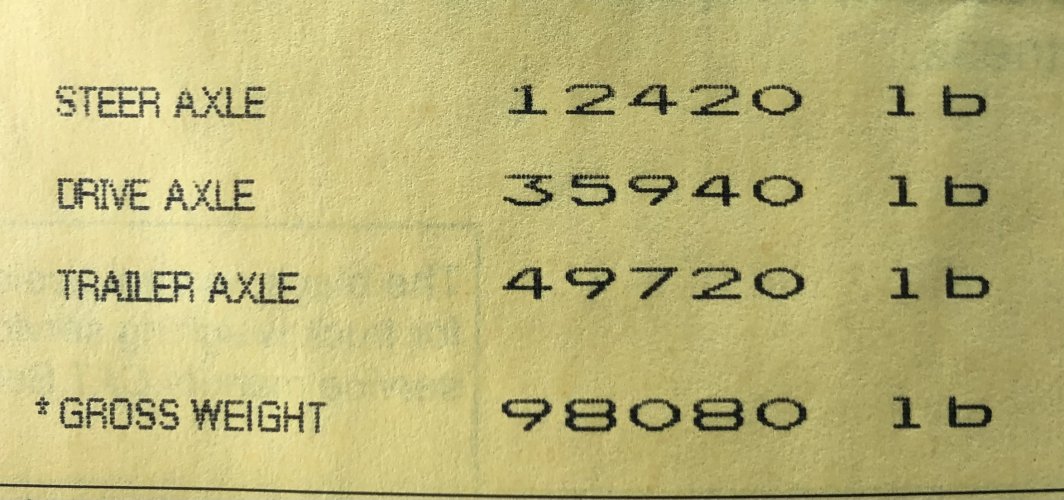 STEER AXLE 12420 lb
DRIVE AXLE 35940 lb
TRAILER AXLE 49720 lb
*GROSS WEIGHT 98080 lb